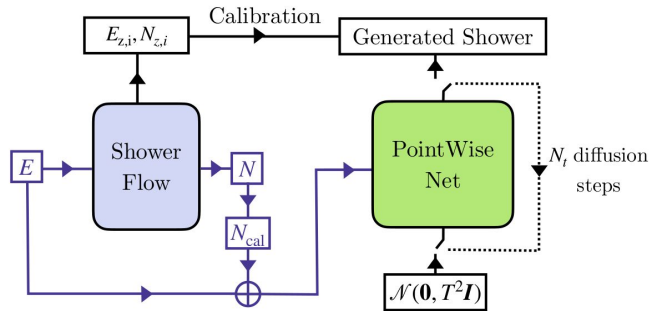 Calibration
E_{z,i}, N_{z,i}
Generated Shower
Shower
Flow
PointWise
Net
E
N
N_t diffusion
steps
N_cal
𝒩(𝟎, T²𝑰)